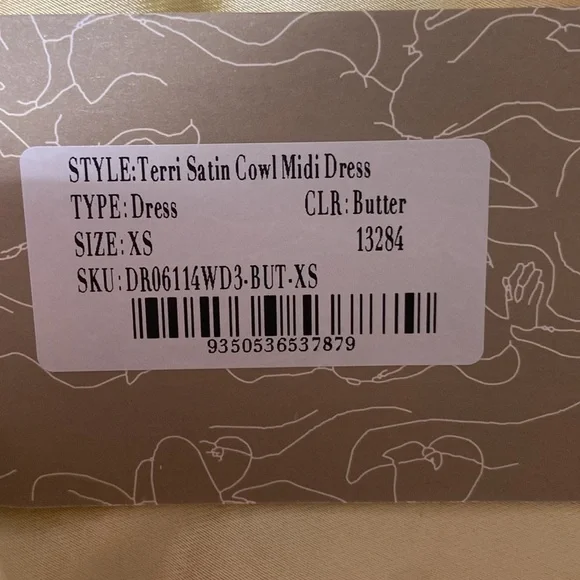 STYLE:Terri Satin Cowl Midi Dress
TYPE:Dress CLR:Butter
SIZE:XS 13284
SKU:DR06114WD3-BUT-XS
9350536537879